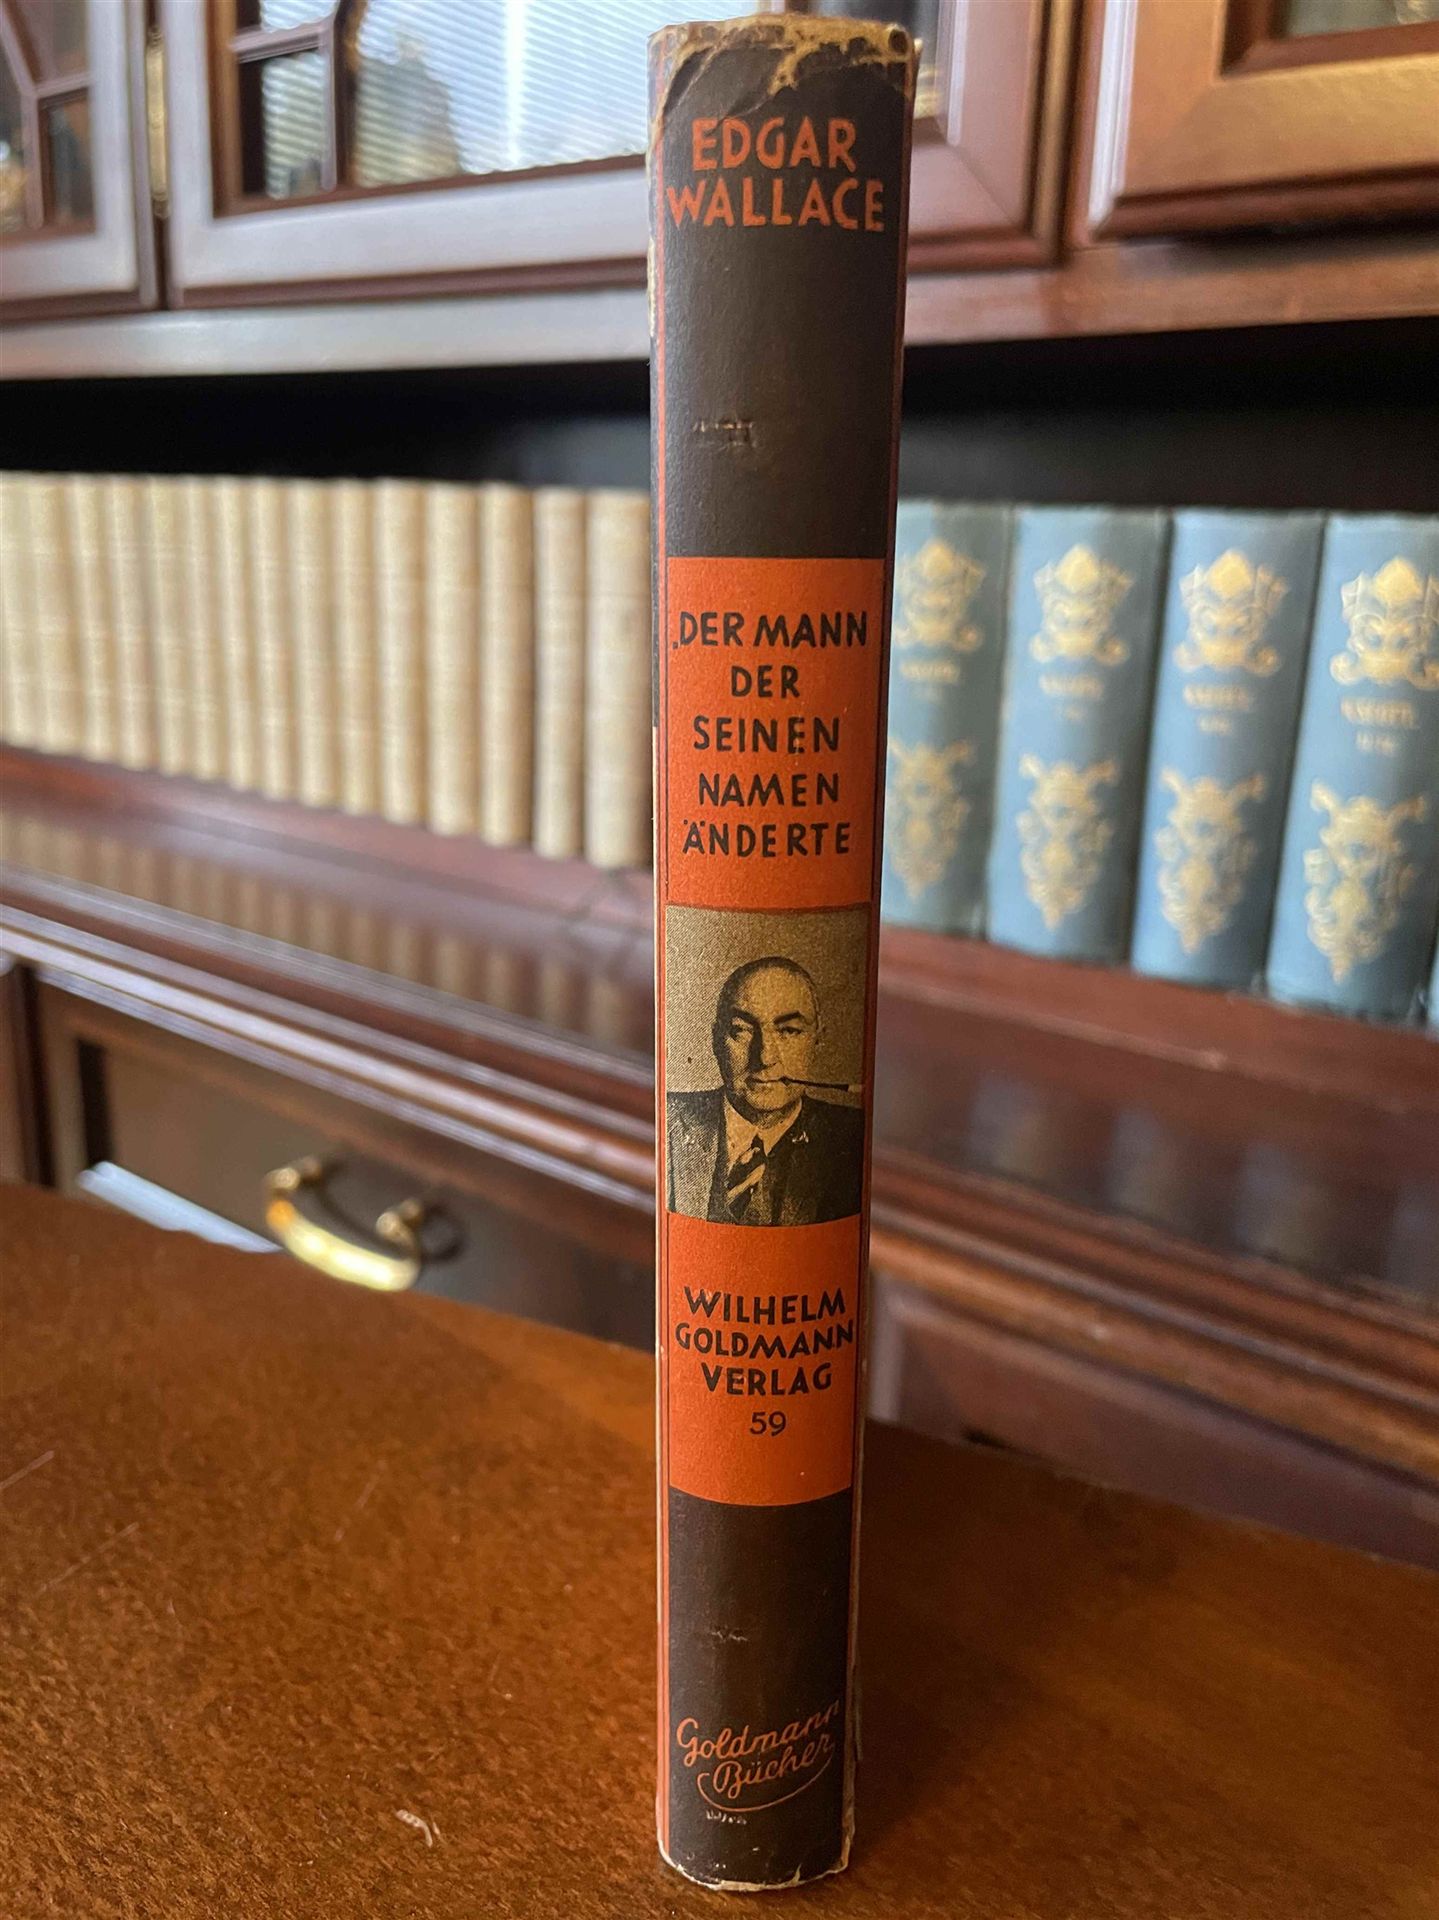 EDGAR
WALLACE
DER MANN
DER
SEINEN
NAMEN
ÄNDERTE
WILHELM
GOLDMANN
VERLAG
59
Goldmann
Bücher